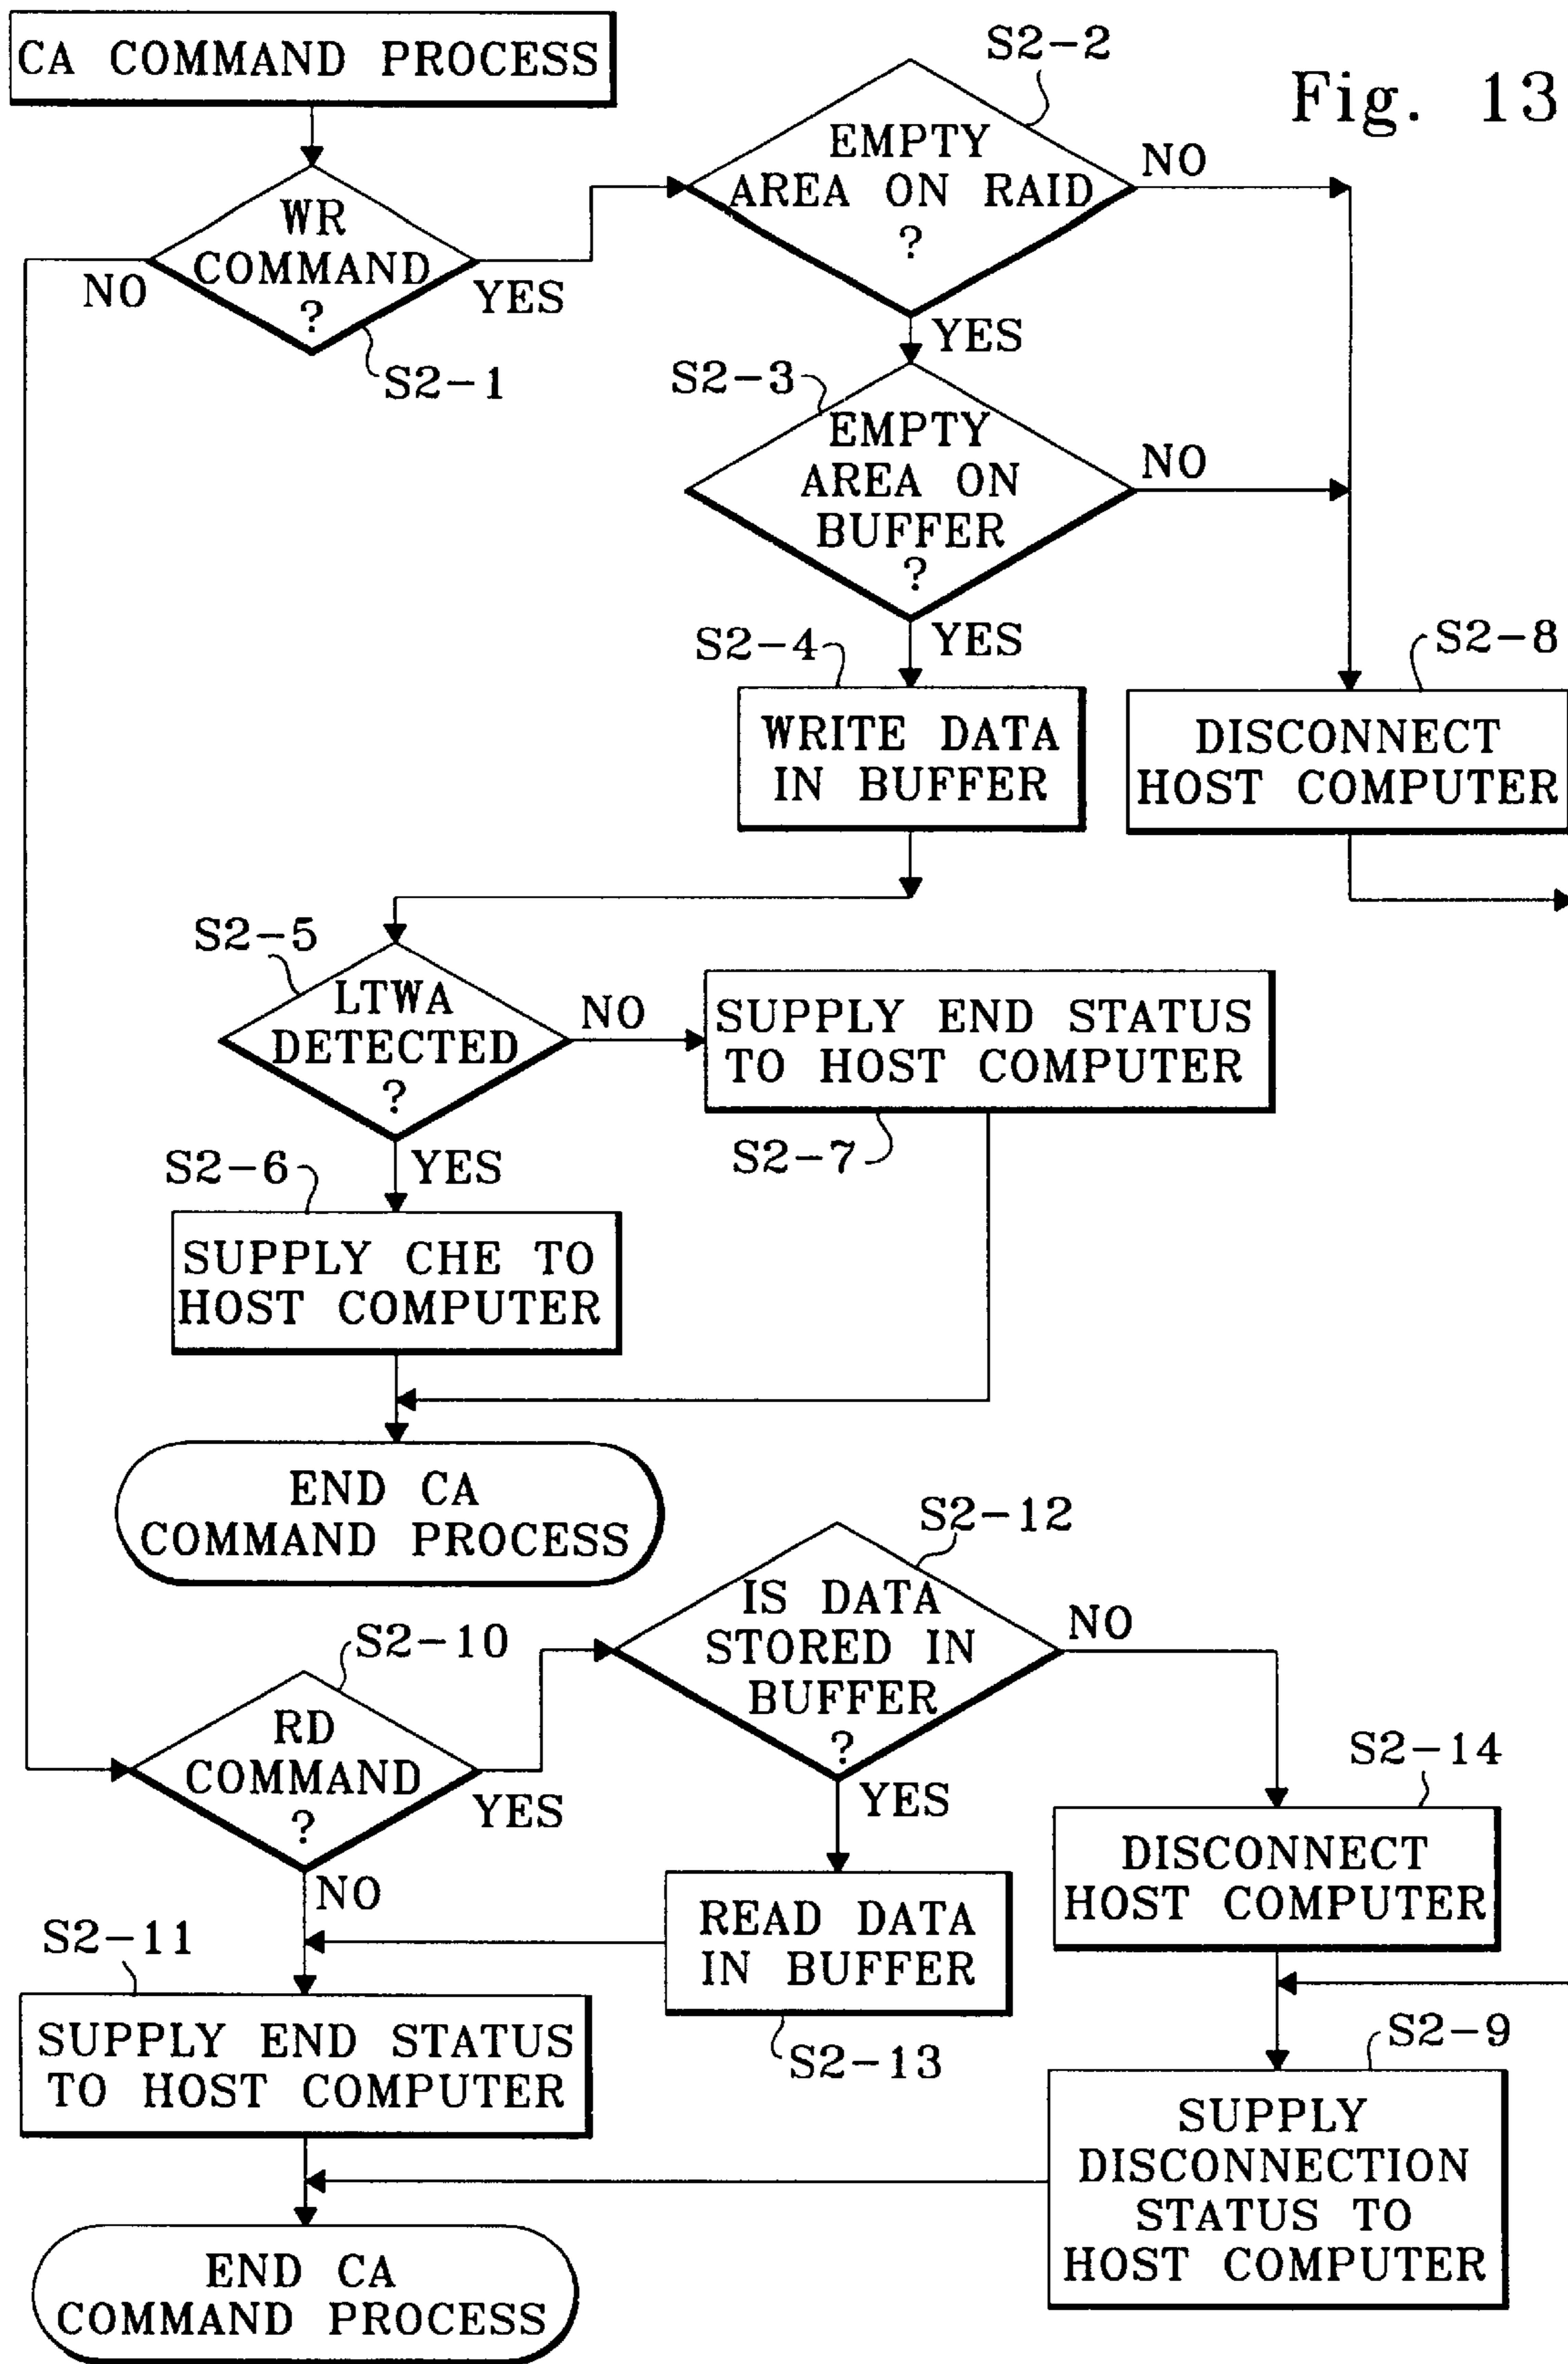 CA COMMAND PROCESS
Fig. 13
WR
COMMAND
?
NO
YES
S2-1
S2-2
EMPTY
AREA ON RAID
?
NO
YES
S2-3
EMPTY
AREA ON
BUFFER
?
NO
YES
S2-4
WRITE DATA
IN BUFFER
S2-8
DISCONNECT
HOST COMPUTER
S2-5
LTWA
DETECTED
?
NO
YES
SUPPLY END STATUS
TO HOST COMPUTER
S2-7
S2-6
SUPPLY CHE TO
HOST COMPUTER
END CA
COMMAND PROCESS
S2-10
RD
COMMAND
?
YES
NO
S2-12
IS DATA
STORED IN
BUFFER
?
NO
YES
S2-14
DISCONNECT
HOST COMPUTER
READ DATA
IN BUFFER
S2-13
S2-11
SUPPLY END STATUS
TO HOST COMPUTER
S2-9
SUPPLY
DISCONNECTION
STATUS TO
HOST COMPUTER
END CA
COMMAND PROCESS